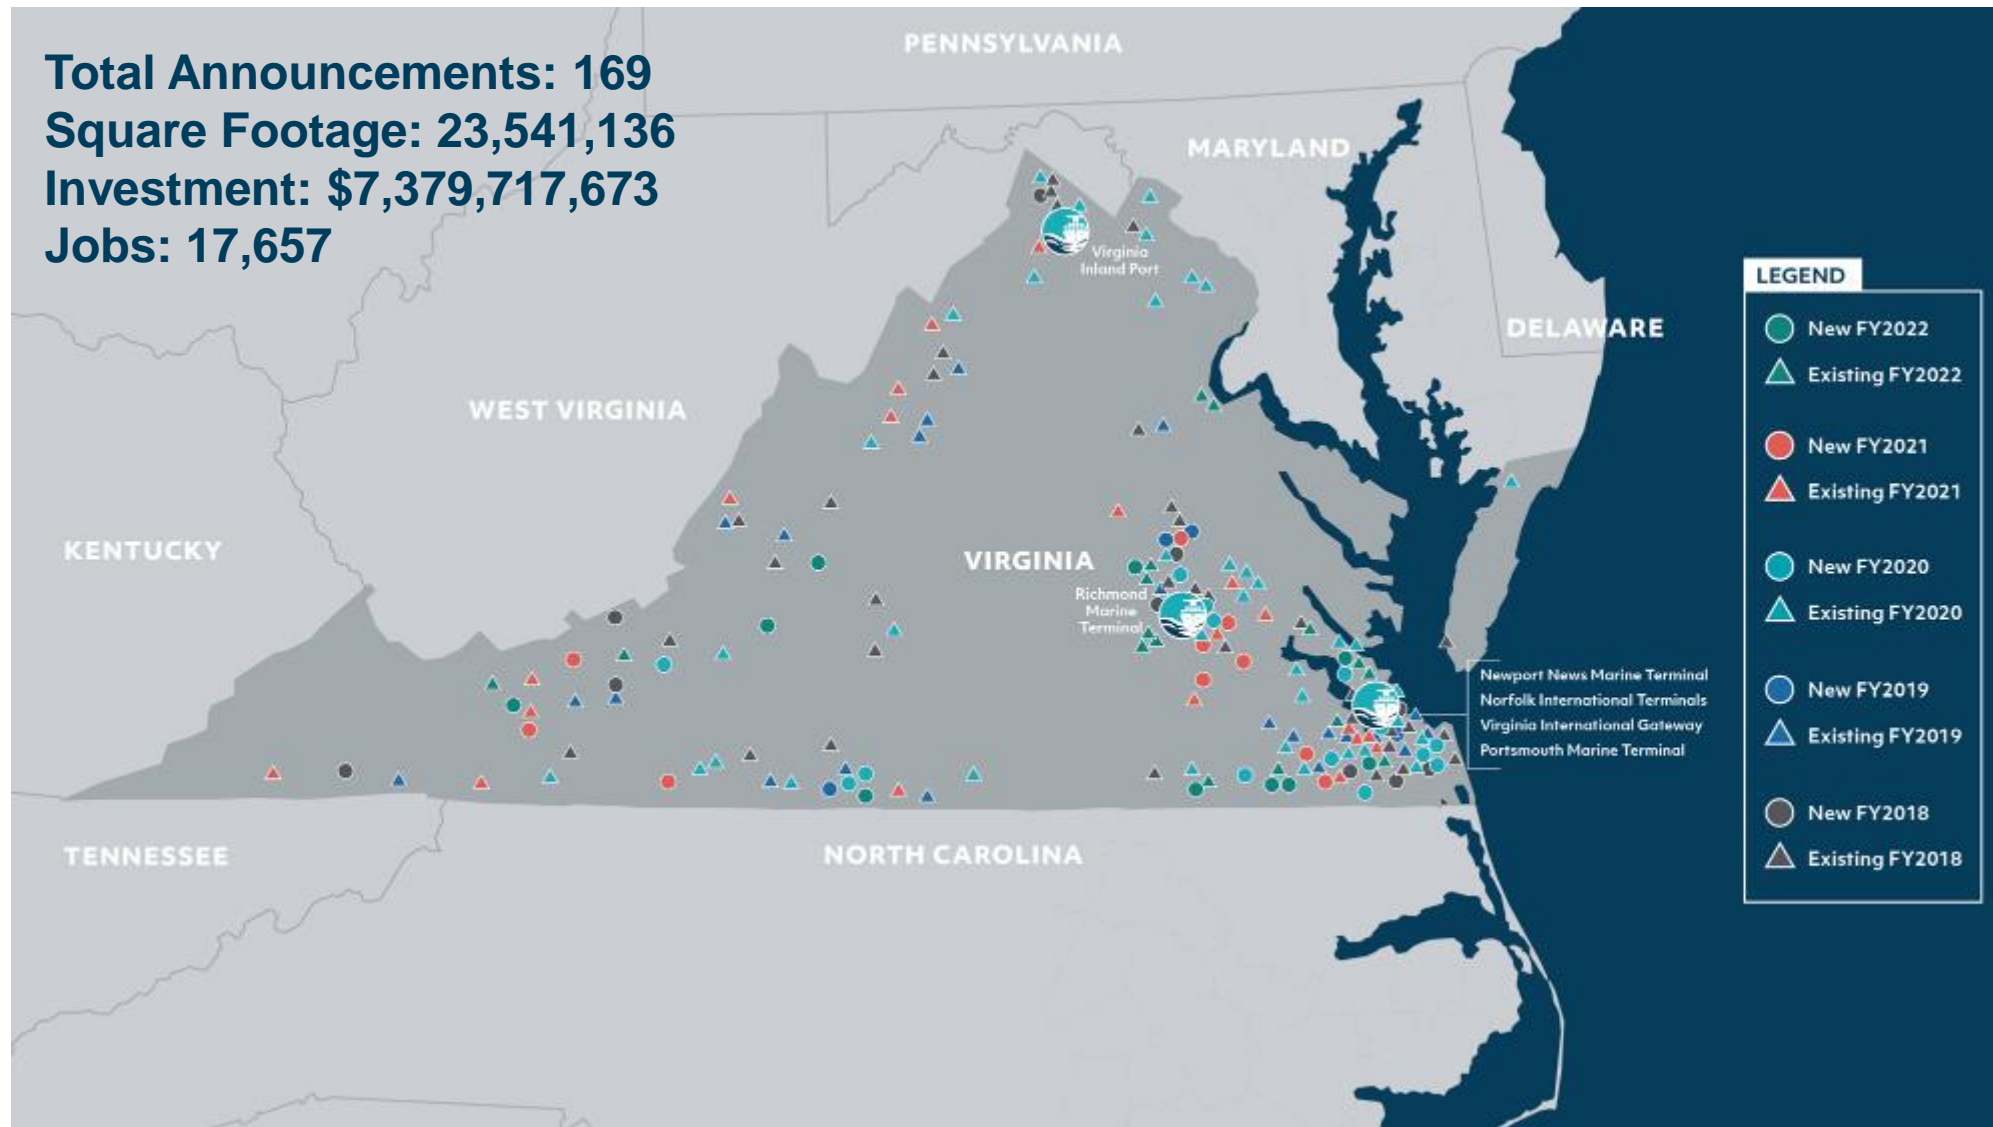 Total Announcements: 169
Square Footage: 23,541,136
Investment: $7,379,717,673
Jobs: 17,657
PENNSYLVANIA
MARYLAND
Virginia
Inland Port
DELAWARE
WEST VIRGINIA
KENTUCKY
VIRGINIA
Richmond
Marine
Terminal
Newport News Marine Terminal
Norfolk International Terminals
Virginia International Gateway
Portsmouth Marine Terminal
TENNESSEE
NORTH CAROLINA
LEGEND
New FY2022
Existing FY2022
New FY2021
Existing FY2021
New FY2020
Existing FY2020
New FY2019
Existing FY2019
New FY2018
Existing FY2018